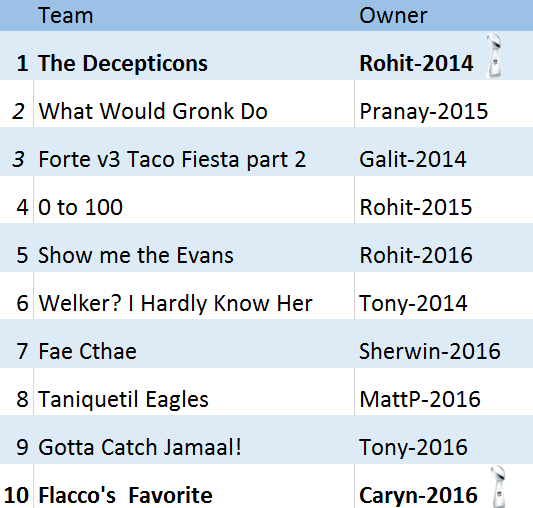 Team Owner
1 The Decepticons Rohit-2014
2 What Would Gronk Do Pranay-2015
3 Forte v3 Taco Fiesta part 2 Galit-2014
4 0 to 100 Rohit-2015
5 Show me the Evans Rohit-2016
6 Welker? I Hardly Know Her Tony-2014
7 Fae Cthae Sherwin-2016
8 Taniquetil Eagles MattP-2016
9 Gotta Catch Jamaal! Tony-2016
10 Flacco's  Favorite Caryn-2016